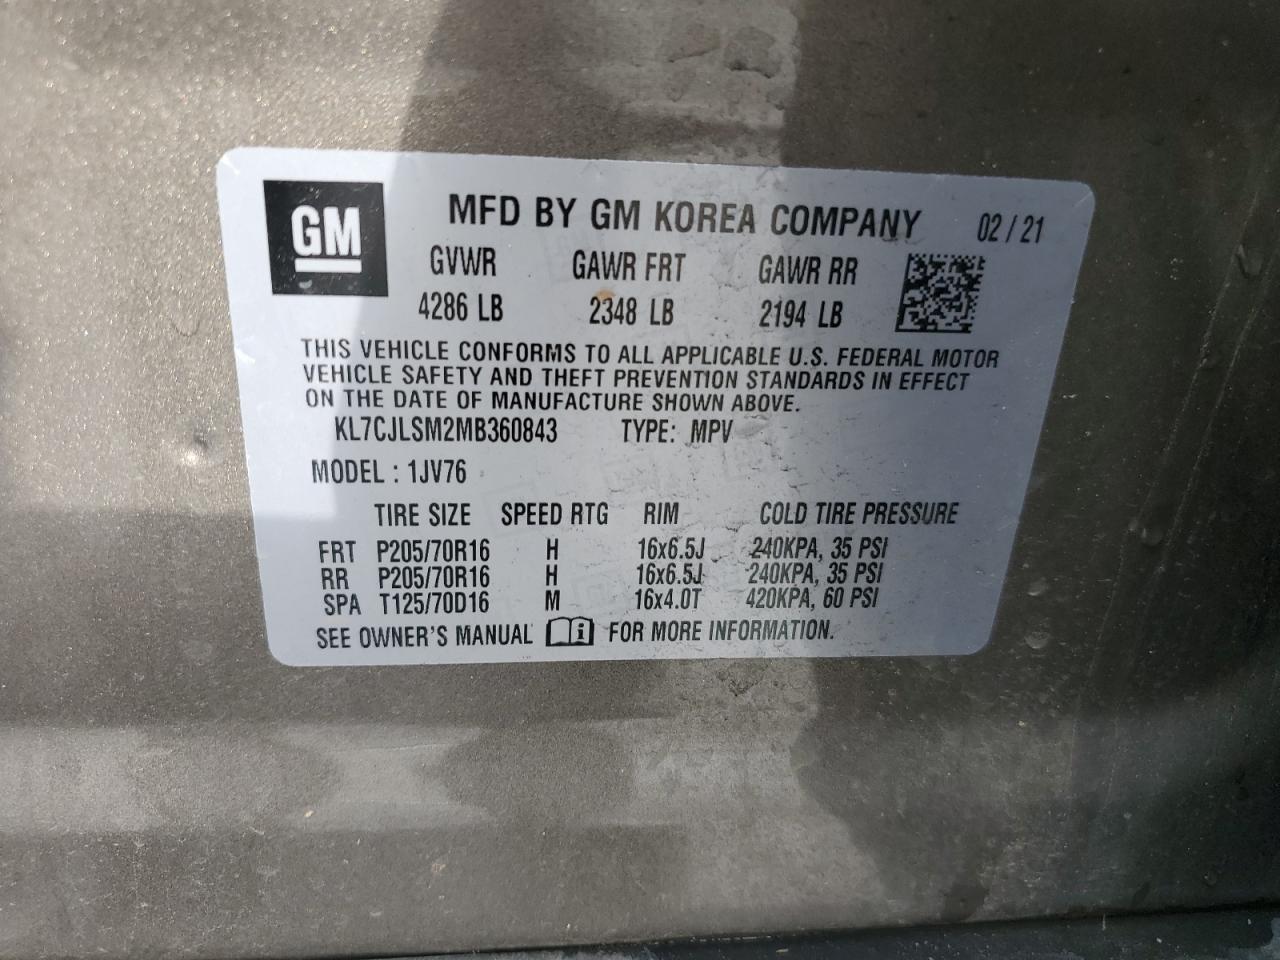 GM
MFD BY GM KOREA COMPANY 02 / 21
GVWR GAWR FRT GAWR RR
4286 LB 2348 LB 2194 LB
THIS VEHICLE CONFORMS TO ALL APPLICABLE U.S. FEDERAL MOTOR
VEHICLE SAFETY AND THEFT PREVENTION STANDARDS IN EFFECT
ON THE DATE OF MANUFACTURE SHOWN ABOVE.
KL7CJLSM2MB360843 TYPE: MPV
MODEL : 1JV76
TIRE SIZE SPEED RTG RIM COLD TIRE PRESSURE
FRT P205/70R16 H 16x6.5J 240KPA, 35 PSI
RR P205/70R16 H 16x6.5J 240KPA, 35 PSI
SPA T125/70D16 M 16x4.0T 420KPA, 60 PSI
SEE OWNER'S MANUAL FOR MORE INFORMATION.